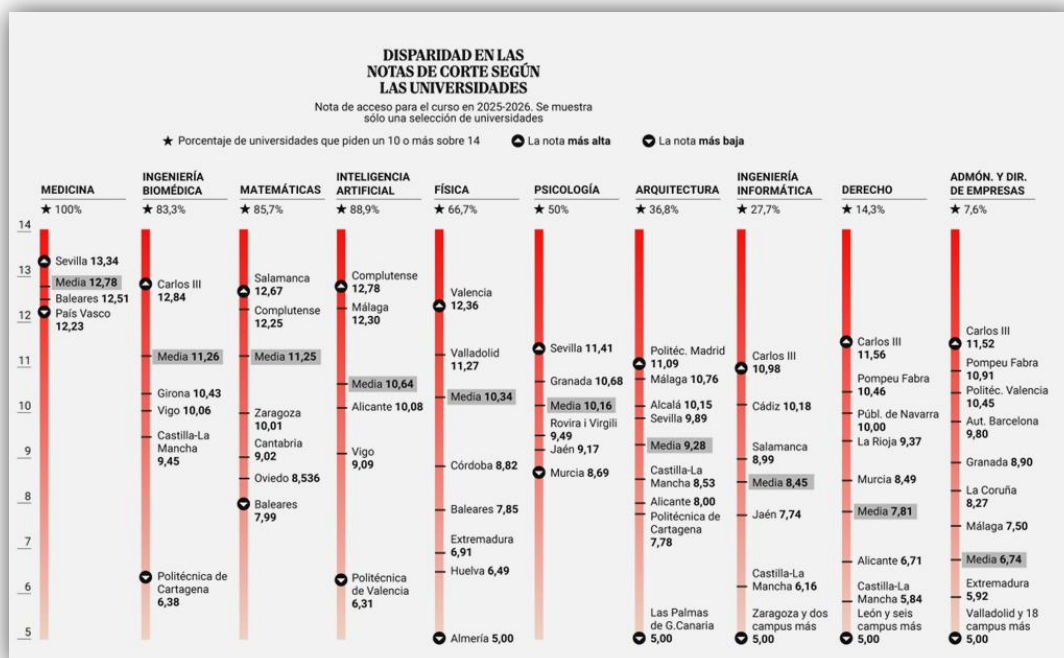 DISPARIDAD EN LAS
NOTAS DE CORTE SEGÚN
LAS UNIVERSIDADES
Nota de acceso para el curso en 2025-2026. Se muestra
sólo una selección de universidades
★ Porcentaje de universidades que piden un 10 o más sobre 14
La nota más alta
La nota más baja
14
13
12
11
10
9
8
7
6
5
MEDICINA
★ 100%
Sevilla 13,34
Media 12,78
Baleares 12,51
País Vasco
12,23
INGENIERÍA
BIOMÉDICA
★ 83,3%
Carlos III
12,84
Media 11,26
Girona 10,43
Vigo 10,06
Castilla-La
Mancha
9,45
Politécnica de
Cartagena
6,38
MATEMÁTICAS
★ 85,7%
Salamanca
12,67
Complutense
12,25
Media 11,25
Zaragoza
10,01
Cantabria
9,02
Oviedo 8,536
Baleares
7,99
INTELIGENCIA
ARTIFICIAL
★ 88,9%
Complutense
12,78
Málaga
12,30
Media 10,64
Alicante 10,08
Vigo
9,09
Politécnica
de Valencia
6,31
FÍSICA
★ 66,7%
Valencia
12,36
Valladolid
11,27
Media 10,34
Córdoba 8,82
Baleares 7,85
Extremadura
6,91
Huelva 6,49
Almería 5,00
PSICOLOGÍA
★ 50%
Sevilla 11,41
Granada 10,68
Media 10,16
Rovira i Virgili
9,49
Jaén 9,17
Murcia 8,69
ARQUITECTURA
★ 36,8%
Politéc. Madrid
11,09
Málaga 10,76
Alcalá 10,15
Sevilla 9,89
Media 9,28
Castilla-La
Mancha 8,53
Alicante 8,00
Politécnica de
Cartagena
7,78
Las Palmas
de G.Canaria
5,00
INGENIERÍA
INFORMÁTICA
★ 27,7%
Carlos III
10,98
Cádiz 10,18
Salamanca
8,99
Media 8,45
Jaén 7,74
Castilla-La
Mancha 6,16
Zaragoza y dos
campus más
5,00
DERECHO
★ 14,3%
Carlos III
11,56
Pompeu Fabra
10,46
Públ. de Navarra
10,00
La Rioja 9,37
Murcia 8,49
Media 7,81
Alicante 6,71
Castilla-La
Mancha 5,84
León y seis
campus más
5,00
ADMÓN. Y DIR.
DE EMPRESAS
★ 7,6%
Carlos III
11,52
Pompeu Fabra
10,91
Politéc. Valencia
10,45
Aut. Barcelona
9,80
Granada 8,90
La Coruña
8,27
Málaga 7,50
Media 6,74
Extremadura
5,92
Valladolid y 18
campus más
5,00